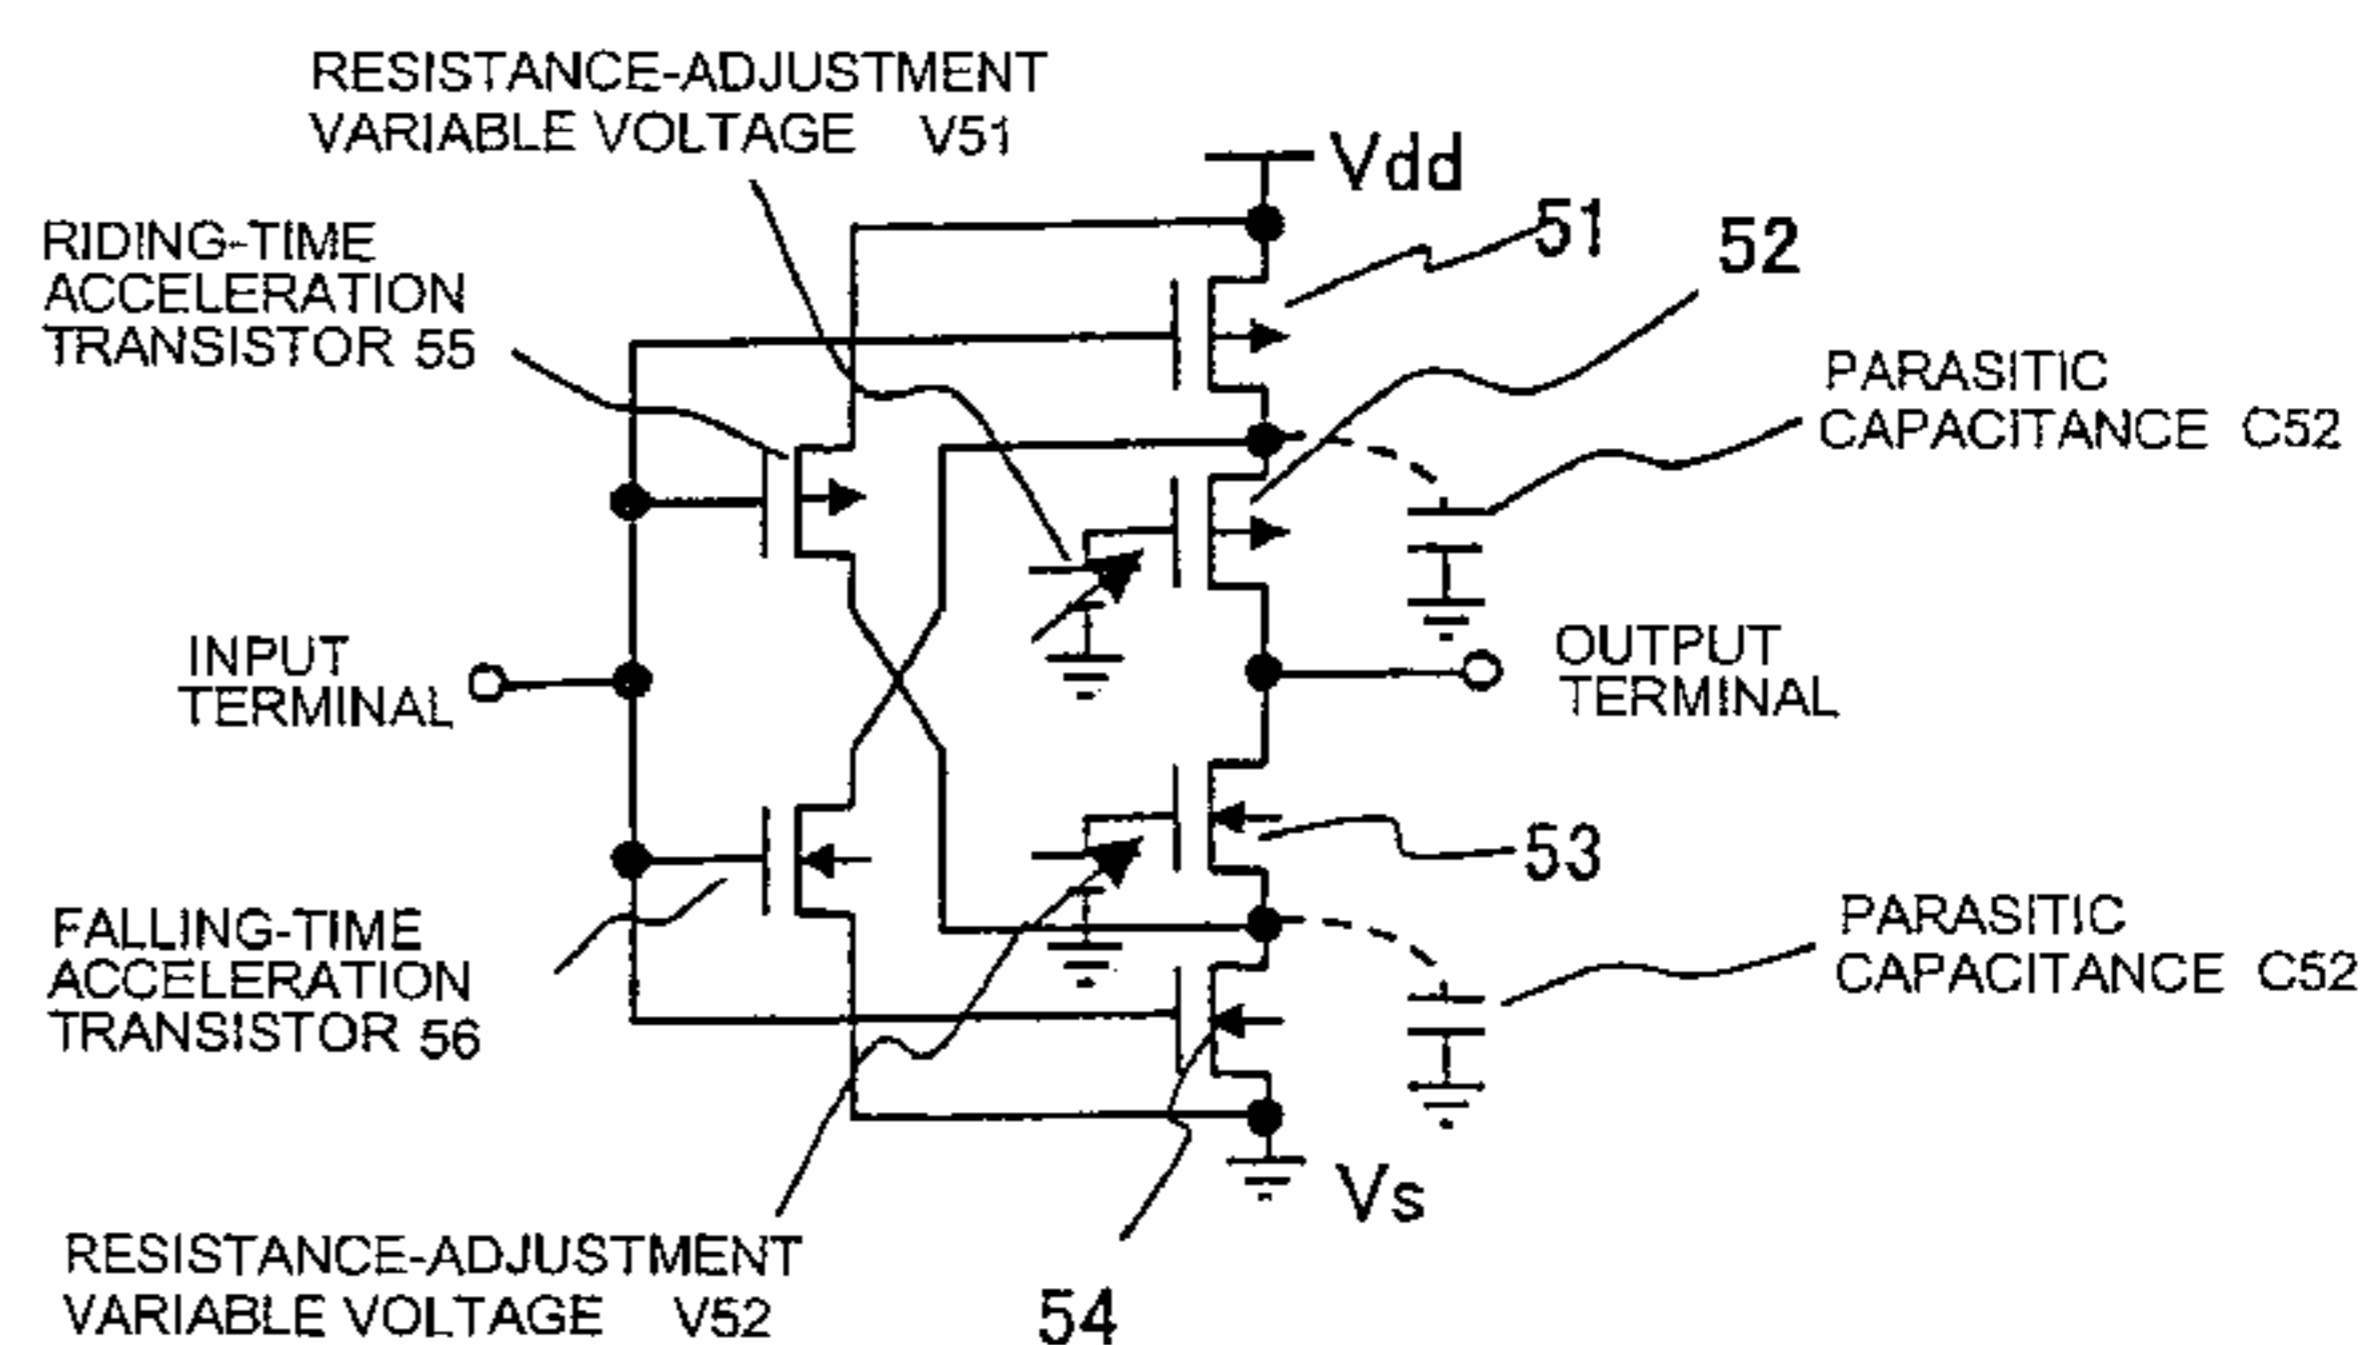 RESISTANCE-ADJUSTMENT
VARIABLE VOLTAGE V51
Vdd
51
52
RIDING-TIME
ACCELERATION
TRANSISTOR 55
PARASITIC
CAPACITANCE C52
INPUT
TERMINAL
OUTPUT
TERMINAL
53
FALLING-TIME
ACCELERATION
TRANSISTOR 56
PARASITIC
CAPACITANCE C52
Vs
RESISTANCE-ADJUSTMENT
VARIABLE VOLTAGE V52
54